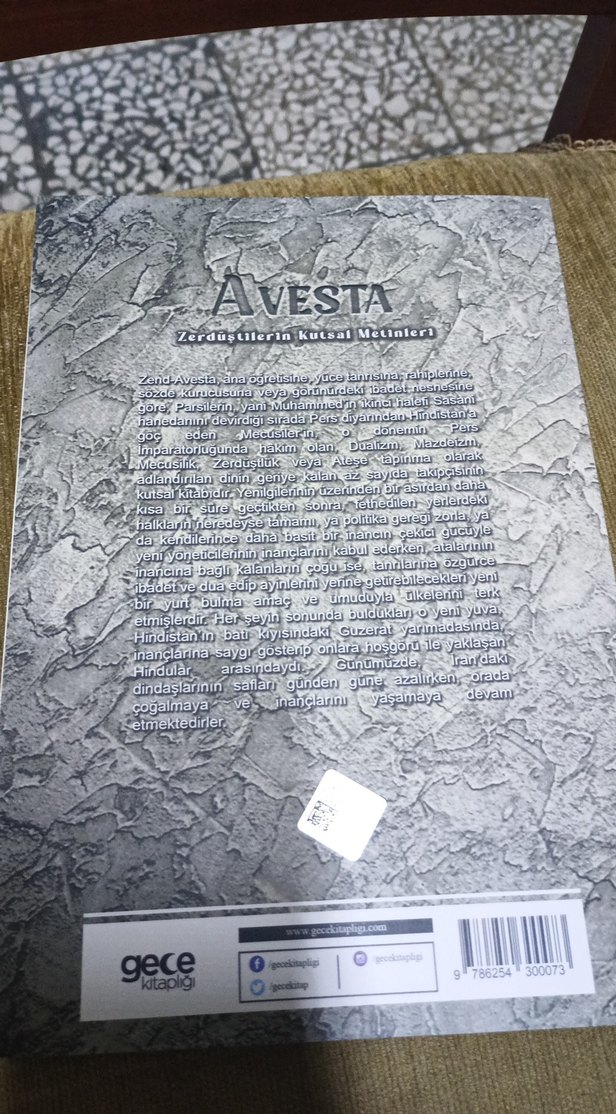 AVESTA
Zerdüştilerin Kutsal Metinleri
Zend-Avesta, ana öğretisine, yüce tanrısına, rahiplerine,
sözde kurucusuna veya görünürdeki ibadet nesnesine
göre, Parsilerin, yani Muhammed'in ikinci halefi Sasani
hanedanını devirdiği sırada Pers diyarından Hindistan'a
göç eden Mecusiler'in, o dönemin Pers
İmparatorluğunda hakim olan, Dualizm, Mazdeizm,
Mecusilik, Zerdüştlük veya Ateşe tapınma olarak
adlandırılan dinin geriye kalan az sayıda takipçisinin
kutsal kitabıdır. Yenilgilerinin üzerinden bir asırdan daha
kısa bir süre geçtikten sonra, fethedilen yerlerdeki
halkların neredeyse tamamı, ya politika gereği zorla, ya
da kendilerince daha basit bir inancın çekici gücüyle
yeni yöneticilerinin inançlarını kabul ederken, atalarının
inancına bağlı kalanların çoğu ise, tanrılarına özgürce
ibadet ve dua edip ayinlerini yerine getirebilecekleri yeni
bir yurt bulma amaç ve umuduyla ülkelerini terk
etmişlerdir. Her şeyin sonunda buldukları o yeni yuva,
Hindistan'ın batı kıyısındaki Guzerat yarımadasında,
inançlarına saygı gösterip onlara hoşgörü ile yaklaşan
Hindular arasındaydı. Günümüzde, İran'daki
dindaşlarının safları günden güne azalırken, orada
çoğalmaya ve inançlarını yaşamaya devam
etmektedirler.
www.gecekitapligi.com
gece
kitaplığı
/gecekitapligi
/gecekitapligi
/gecekitap
9 786254 300073